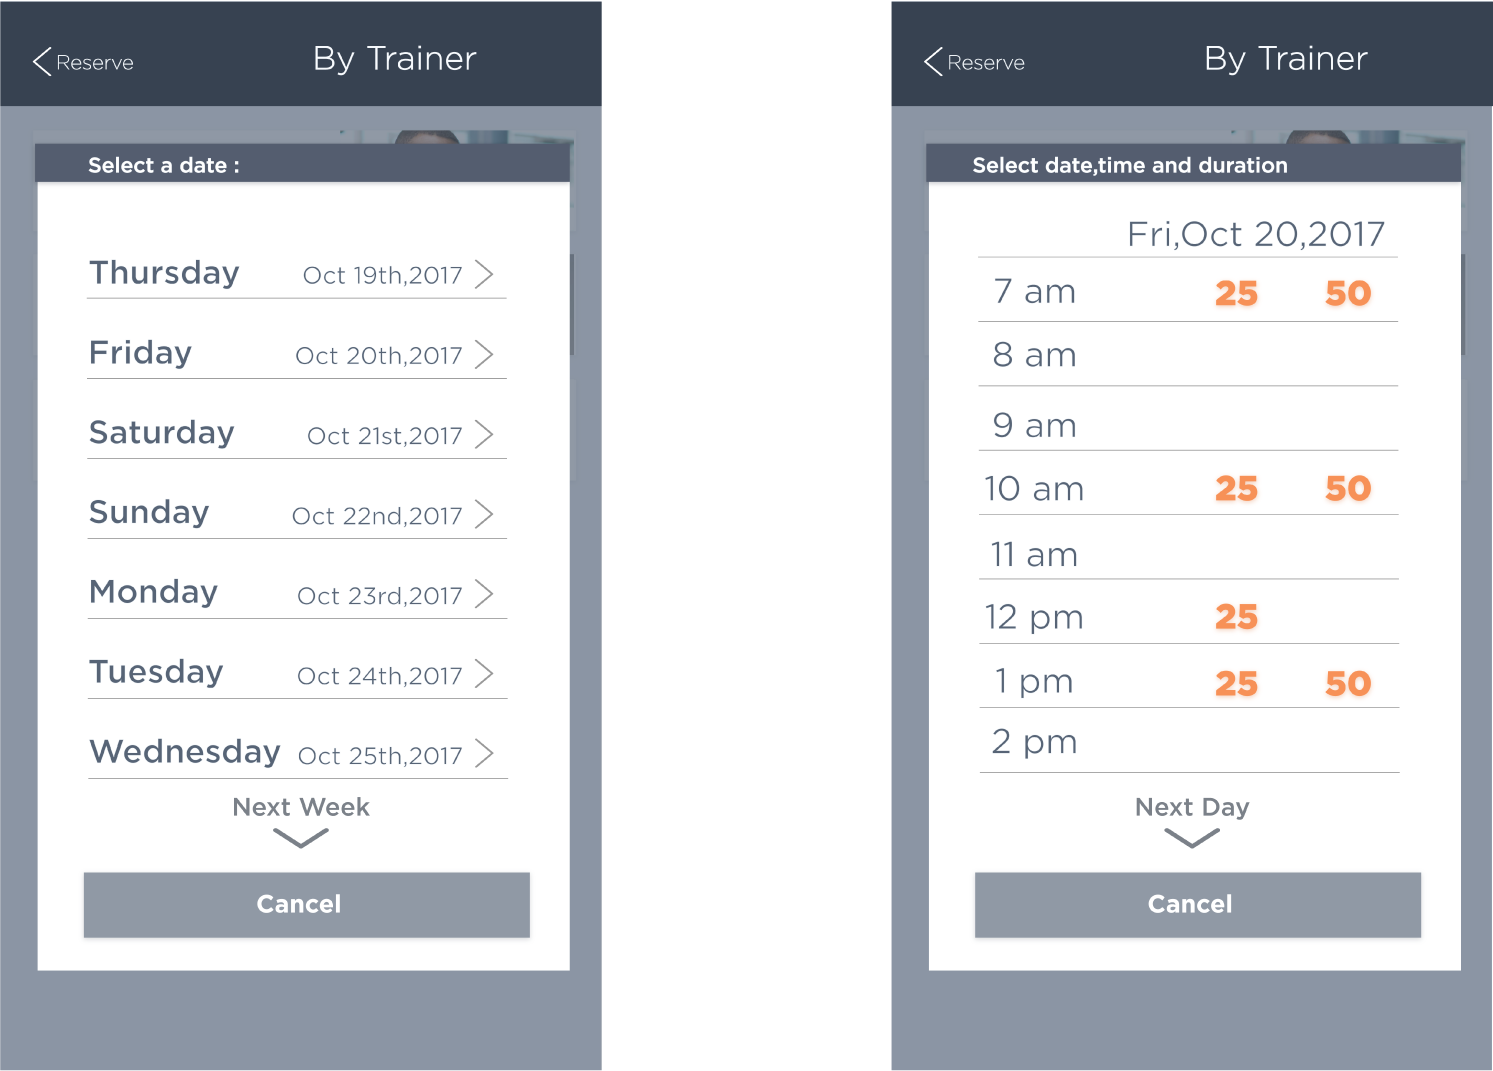 Reserve By Trainer
Select a date :
Thursday Oct 19th,2017
Friday Oct 20th,2017
Saturday Oct 21st,2017
Sunday Oct 22nd,2017
Monday Oct 23rd,2017
Tuesday Oct 24th,2017
Wednesday Oct 25th,2017
Next Week
Cancel
Reserve By Trainer
Select date,time and duration
Fri,Oct 20,2017
7 am 25 50
8 am
9 am
10 am 25 50
11 am
12 pm 25
1 pm 25 50
2 pm
Next Day
Cancel